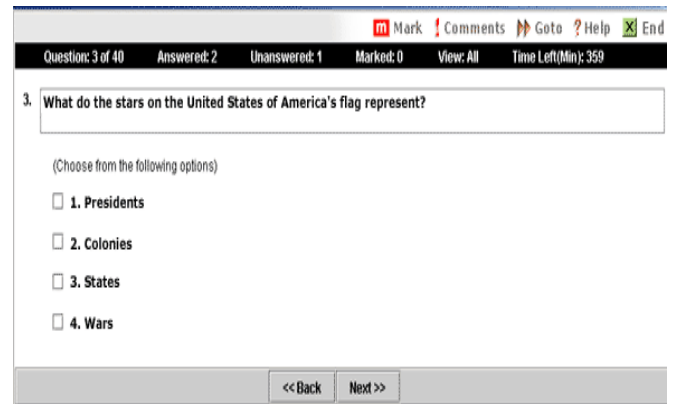 m Mark ! Comments Goto ? Help X End
Question: 3 of 40 Answered: 2 Unanswered: 1 Marked: 0 View: All Time Left(Min): 359
3. What do the stars on the United States of America's flag represent?
(Choose from the following options)
1. Presidents
2. Colonies
3. States
4. Wars
<< Back Next >>